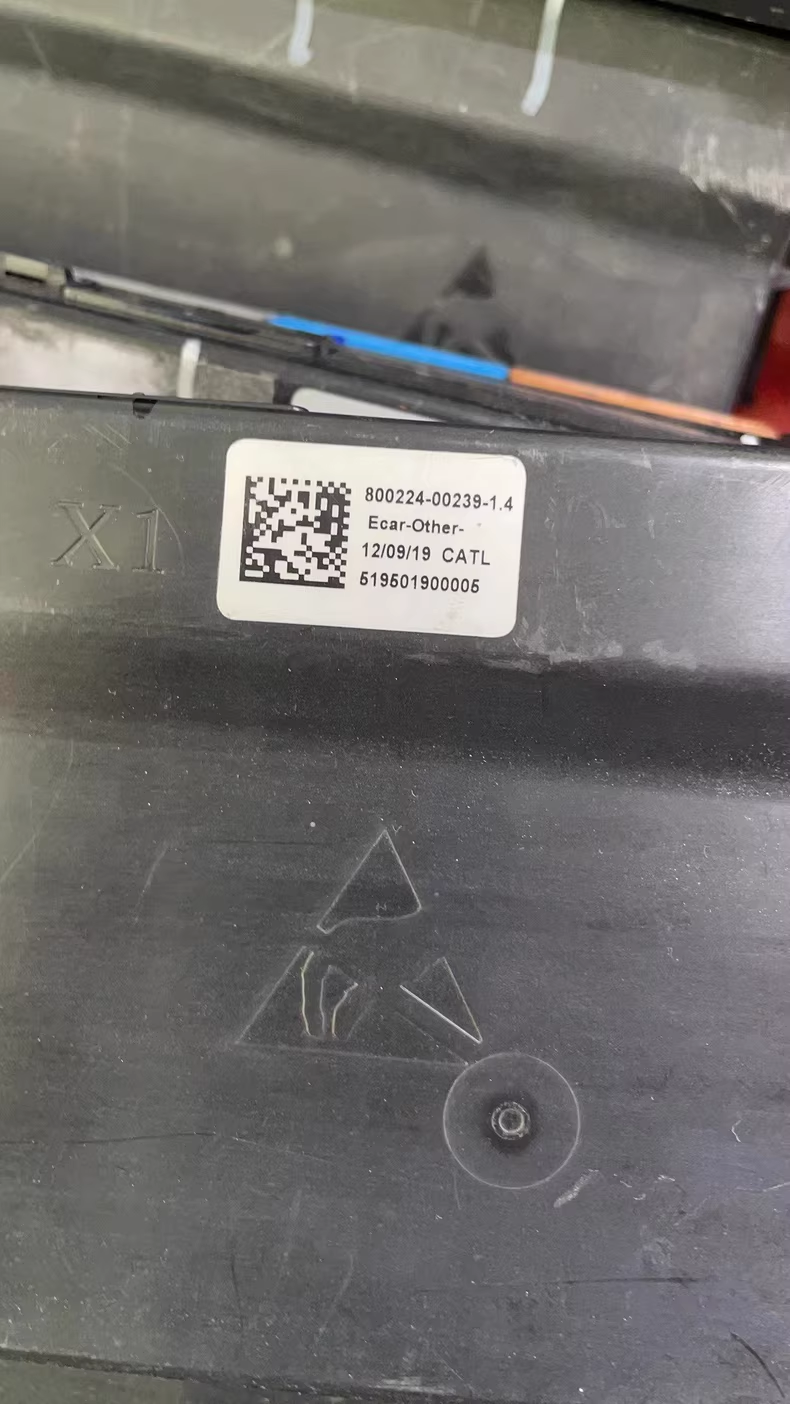 X1
800224-00239-1.4
Ecar-Other-
12/09/19 CATL
519501900005